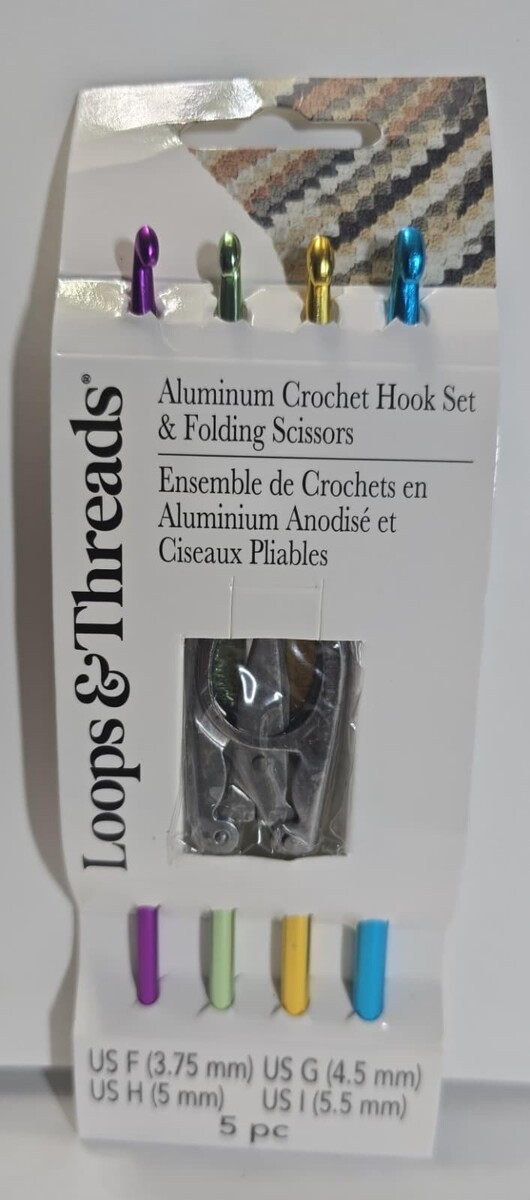 Loops & Threads®
Aluminum Crochet Hook Set
& Folding Scissors
Ensemble de Crochets en
Aluminium Anodisé et
Ciseaux Pliables
US F (3.75 mm) US G (4.5 mm)
US H (5 mm) US I (5.5 mm)
5 pc